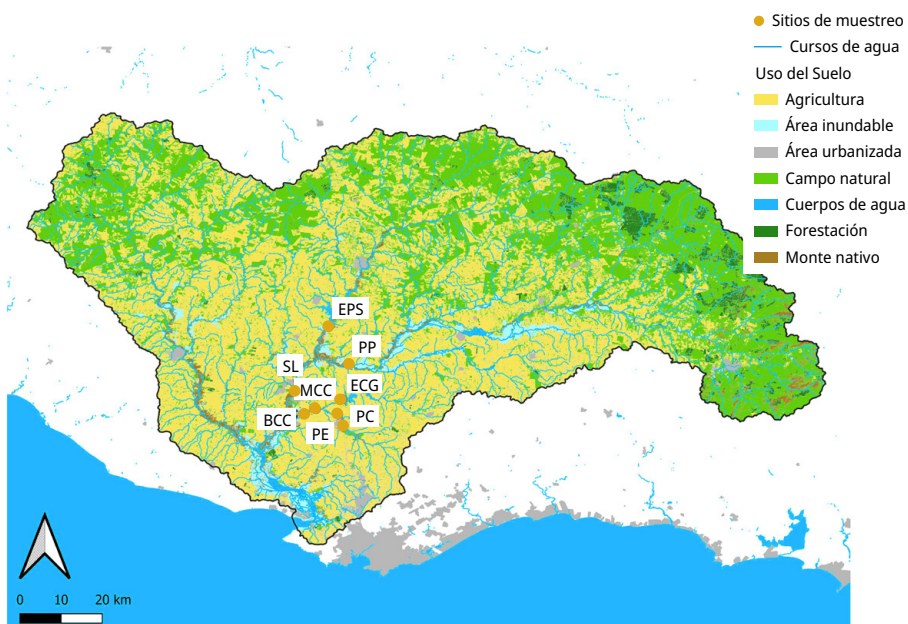 Sitios de muestreo
Cursos de agua
Uso del Suelo
Agricultura
Área inundable
Área urbanizada
Campo natural
Cuerpos de agua
Forestación
Monte nativo
EPS
PP
SL
MCC
ECG
BCC
PC
PE
0 10 20 km